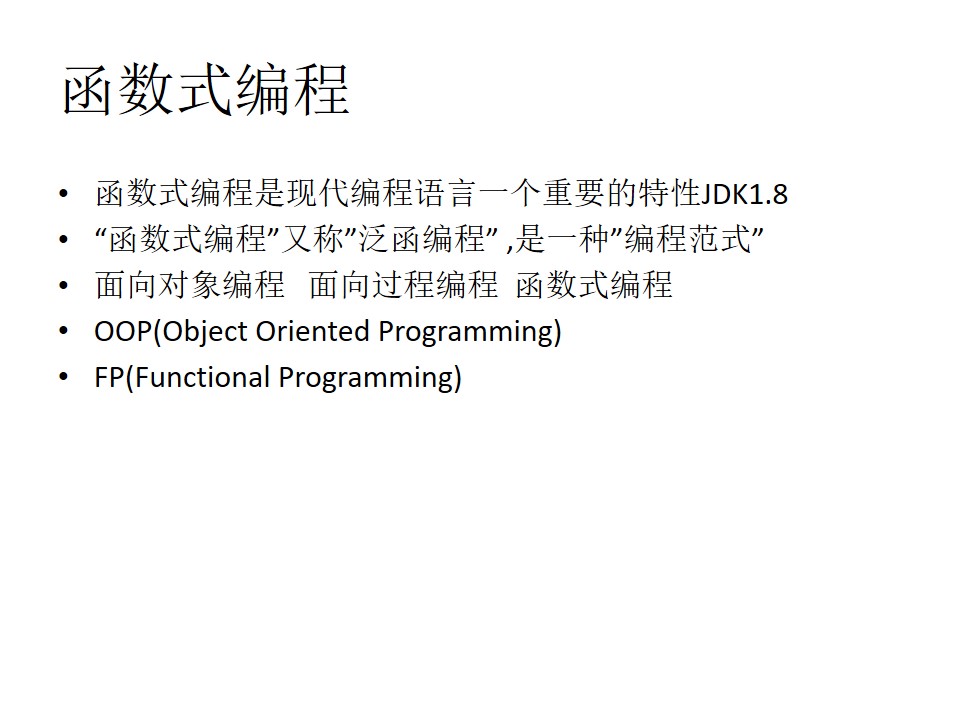 函数式编程
• 函数式编程是现代编程语言一个重要的特性JDK1.8
• “函数式编程”又称”泛函编程” ,是一种”编程范式”
• 面向对象编程  面向过程编程 函数式编程
• OOP(Object Oriented Programming)
• FP(Functional Programming)